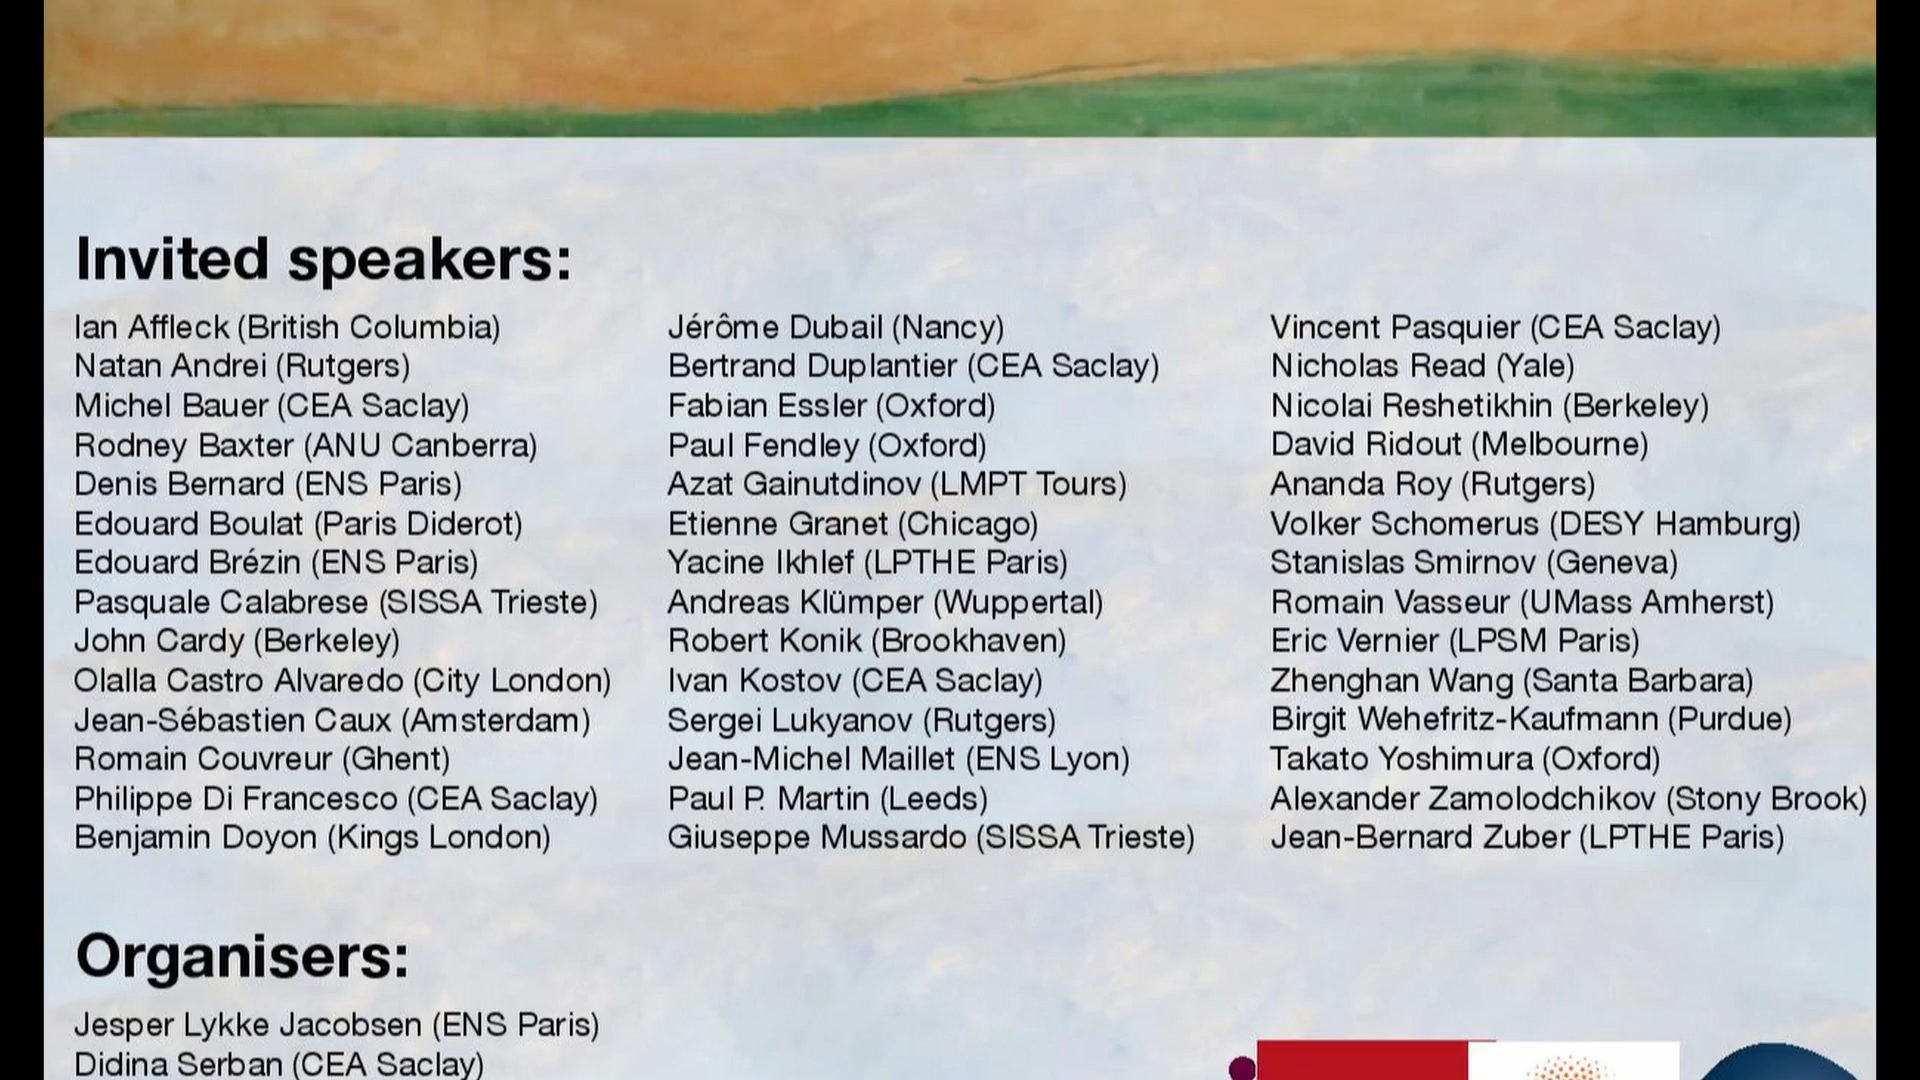 Invited speakers:
Ian Affleck (British Columbia)
Natan Andrei (Rutgers)
Michel Bauer (CEA Saclay)
Rodney Baxter (ANU Canberra)
Denis Bernard (ENS Paris)
Edouard Boulat (Paris Diderot)
Edouard Brézin (ENS Paris)
Pasquale Calabrese (SISSA Trieste)
John Cardy (Berkeley)
Olalla Castro Alvaredo (City London)
Jean-Sébastien Caux (Amsterdam)
Romain Couvreur (Ghent)
Philippe Di Francesco (CEA Saclay)
Benjamin Doyon (Kings London)
Jérôme Dubail (Nancy)
Bertrand Duplantier (CEA Saclay)
Fabian Essler (Oxford)
Paul Fendley (Oxford)
Azat Gainutdinov (LMPT Tours)
Etienne Granet (Chicago)
Yacine Ikhlef (LPTHE Paris)
Andreas Klümper (Wuppertal)
Robert Konik (Brookhaven)
Ivan Kostov (CEA Saclay)
Sergei Lukyanov (Rutgers)
Jean-Michel Maillet (ENS Lyon)
Paul P. Martin (Leeds)
Giuseppe Mussardo (SISSA Trieste)
Vincent Pasquier (CEA Saclay)
Nicholas Read (Yale)
Nicolai Reshetikhin (Berkeley)
David Ridout (Melbourne)
Ananda Roy (Rutgers)
Volker Schomerus (DESY Hamburg)
Stanislas Smirnov (Geneva)
Romain Vasseur (UMass Amherst)
Eric Vernier (LPSM Paris)
Zhenghan Wang (Santa Barbara)
Birgit Wehefritz-Kaufmann (Purdue)
Takato Yoshimura (Oxford)
Alexander Zamolodchikov (Stony Brook)
Jean-Bernard Zuber (LPTHE Paris)
Organisers:
Jesper Lykke Jacobsen (ENS Paris)
Didina Serban (CEA Saclay)